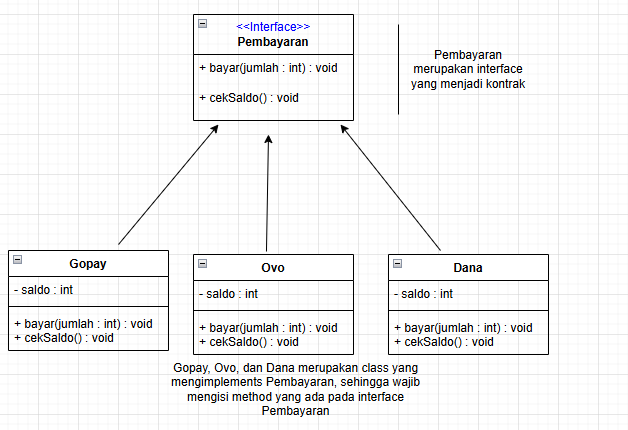 <<Interface>>
Pembayaran
+ bayar(jumlah : int) : void
+ cekSaldo() : void
Pembayaran
merupakan interface
yang menjadi kontrak
Gopay
- saldo : int
+ bayar(jumlah : int) : void
+ cekSaldo() : void
Ovo
- saldo : int
+ bayar(jumlah : int) : void
+ cekSaldo() : void
Dana
- saldo : int
+ bayar(jumlah : int) : void
+ cekSaldo() : void
Gopay, Ovo, dan Dana merupakan class yang
mengimplements Pembayaran, sehingga wajib
mengisi method yang ada pada interface
Pembayaran